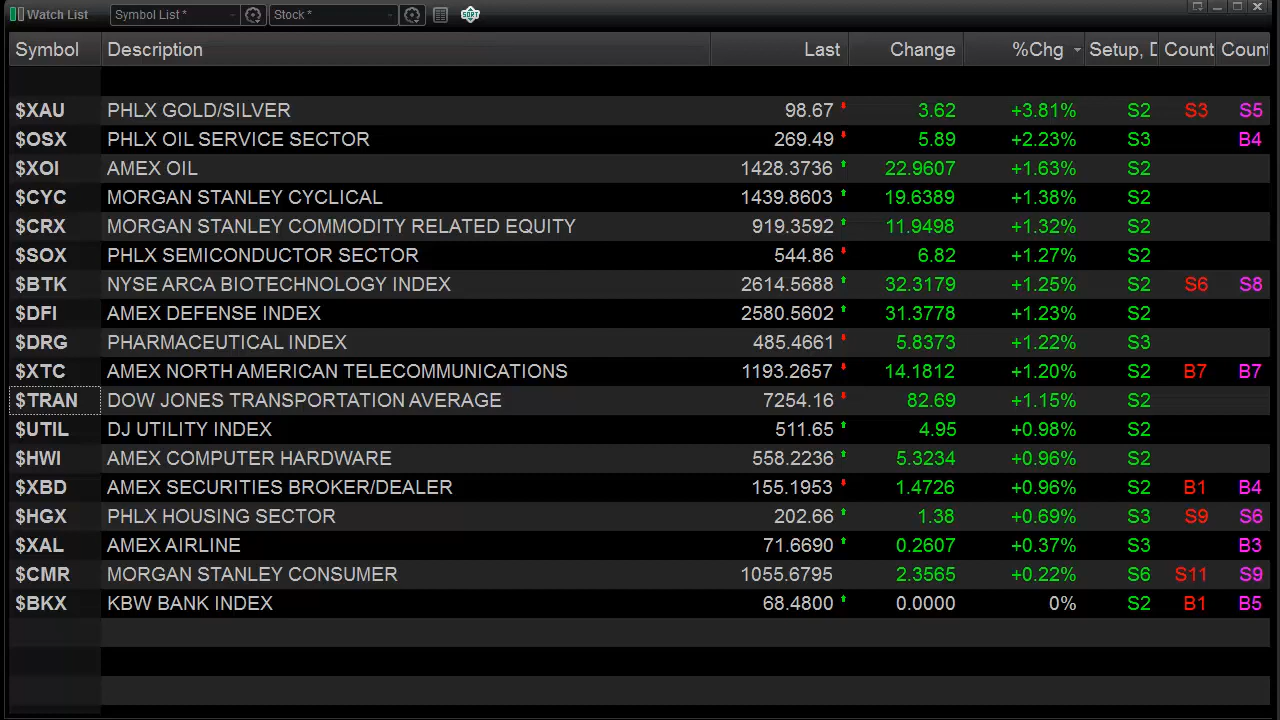 Watch List Symbol List* Stock* SORT
Symbol Description Last Change %Chg Setup, D Count Count
$XAU PHLX GOLD/SILVER 98.67 3.62 +3.81% S2 S3 S5
$OSX PHLX OIL SERVICE SECTOR 269.49 5.89 +2.23% S3 B4
$XOI AMEX OIL 1428.3736 22.9607 +1.63% S2
$CYC MORGAN STANLEY CYCLICAL 1439.8603 19.6389 +1.38% S2
$CRX MORGAN STANLEY COMMODITY RELATED EQUITY 919.3592 11.9498 +1.32% S2
$SOX PHLX SEMICONDUCTOR SECTOR 544.86 6.82 +1.27% S2
$BTK NYSE ARCA BIOTECHNOLOGY INDEX 2614.5688 32.3179 +1.25% S2 S6 S8
$DFI AMEX DEFENSE INDEX 2580.5602 31.3778 +1.23% S2
$DRG PHARMACEUTICAL INDEX 485.4661 5.8373 +1.22% S3
$XTC AMEX NORTH AMERICAN TELECOMMUNICATIONS 1193.2657 14.1812 +1.20% S2 B7 B7
$TRAN DOW JONES TRANSPORTATION AVERAGE 7254.16 82.69 +1.15% S2
$UTIL DJ UTILITY INDEX 511.65 4.95 +0.98% S2
$HWI AMEX COMPUTER HARDWARE 558.2236 5.3234 +0.96% S2
$XBD AMEX SECURITIES BROKER/DEALER 155.1953 1.4726 +0.96% S2 B1 B4
$HGX PHLX HOUSING SECTOR 202.66 1.38 +0.69% S3 S9 S6
$XAL AMEX AIRLINE 71.6690 0.2607 +0.37% S3 B3
$CMR MORGAN STANLEY CONSUMER 1055.6795 2.3565 +0.22% S6 S11 S9
$BKX KBW BANK INDEX 68.4800 0.0000 0% S2 B1 B5